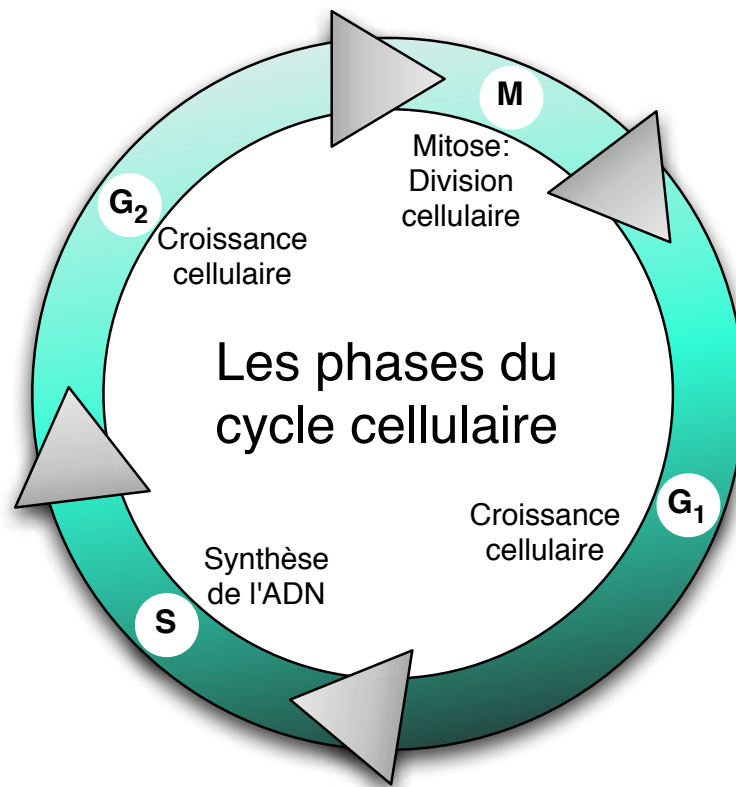 M
Mitose:
Division
cellulaire
G₂
Croissance
cellulaire
Les phases du
cycle cellulaire
G₁
Croissance
cellulaire
Synthèse
de l'ADN
S